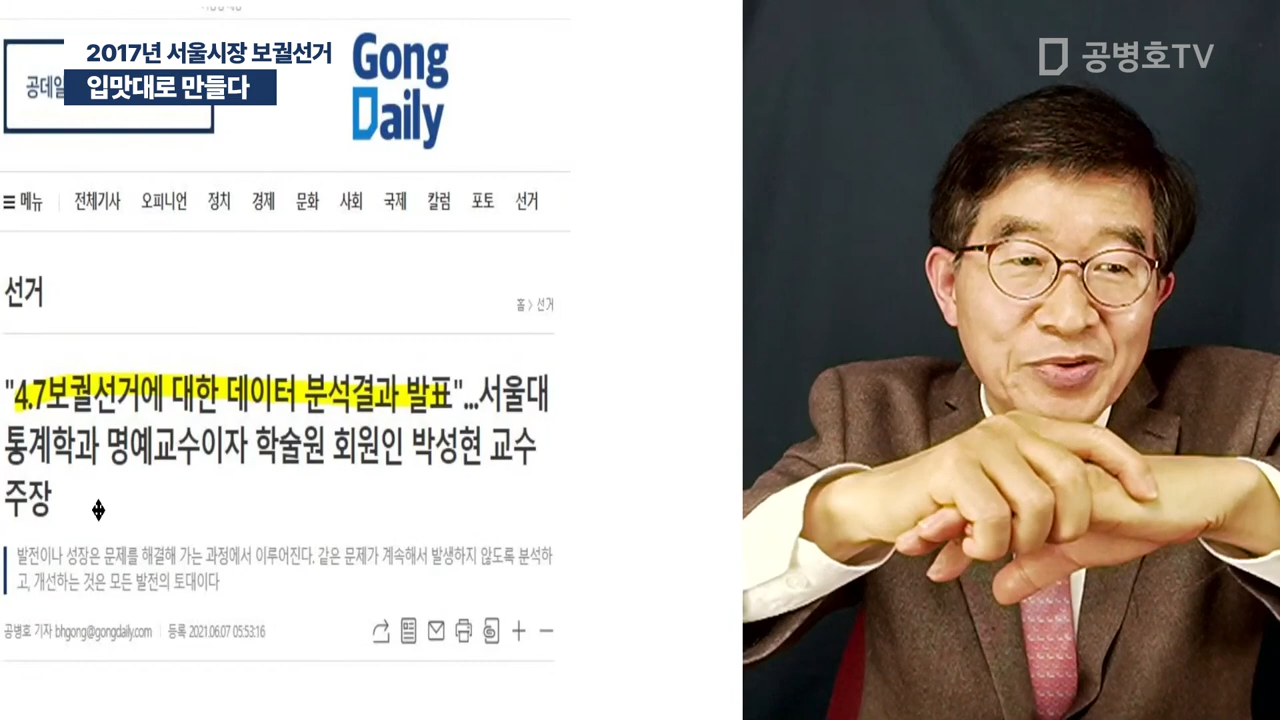 2017년 서울시장 보궐선거
입맛대로 만들다
공데일
Gong
Daily
공병호TV
메뉴 전체기사 오피니언 정치 경제 문화 사회 국제 칼럼 포토 선거
선거
홀 > 선거
"4.7보궐선거에 대한 데이터 분석결과 발표"...서울대
통계학과 명예교수이자 학술원 회원인 박성현 교수
주장
발전이나 성장은 문제를 해결해 가는 과정에서 이루어진다. 같은 문제가 계속해서 발생하지 않도록 분석하
고, 개선하는 것은 모든 발전의 토대이다
공병호 기자 bhgong@gongdaily.com 등록 2021.06.07 05:53:16